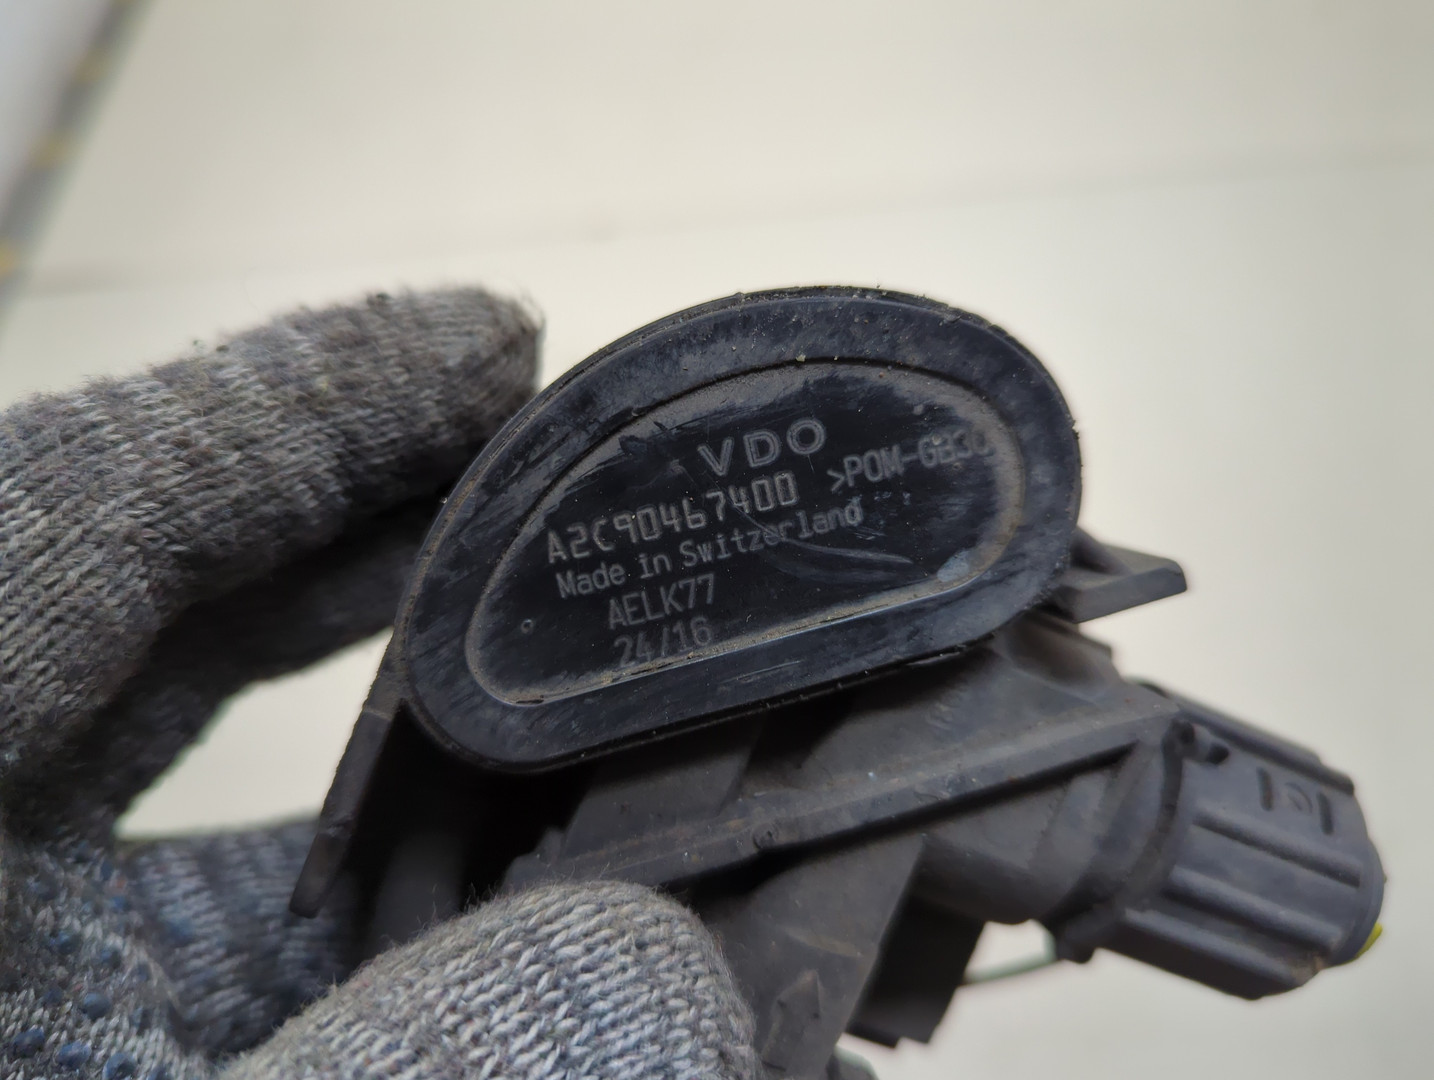 VDO
A2C90467400 >POM-GB30
Made in Switzerland
AELK77
24/16